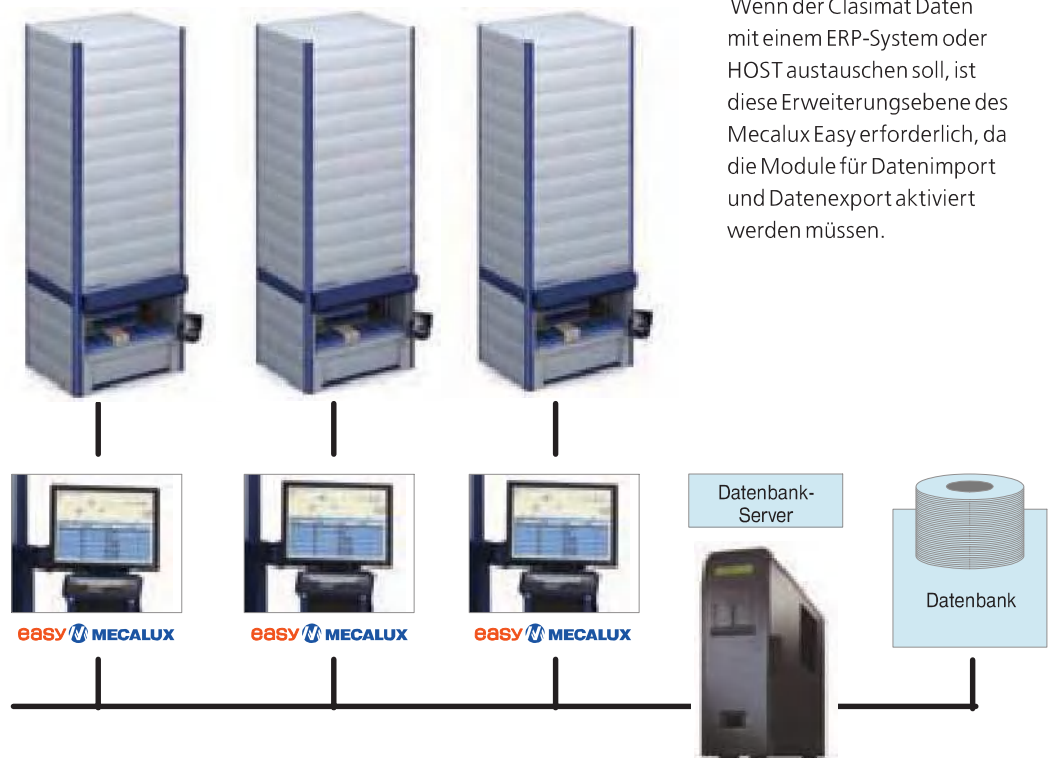 Wenn der Clasimat Daten
mit einem ERP-System oder
HOST austauschen soll, ist
diese Erweiterungsebene des
Mecalux Easy erforderlich, da
die Module für Datenimport
und Datenexport aktiviert
werden müssen.
Datenbank-
Server
Datenbank
easy MECALUX
easy MECALUX
easy MECALUX